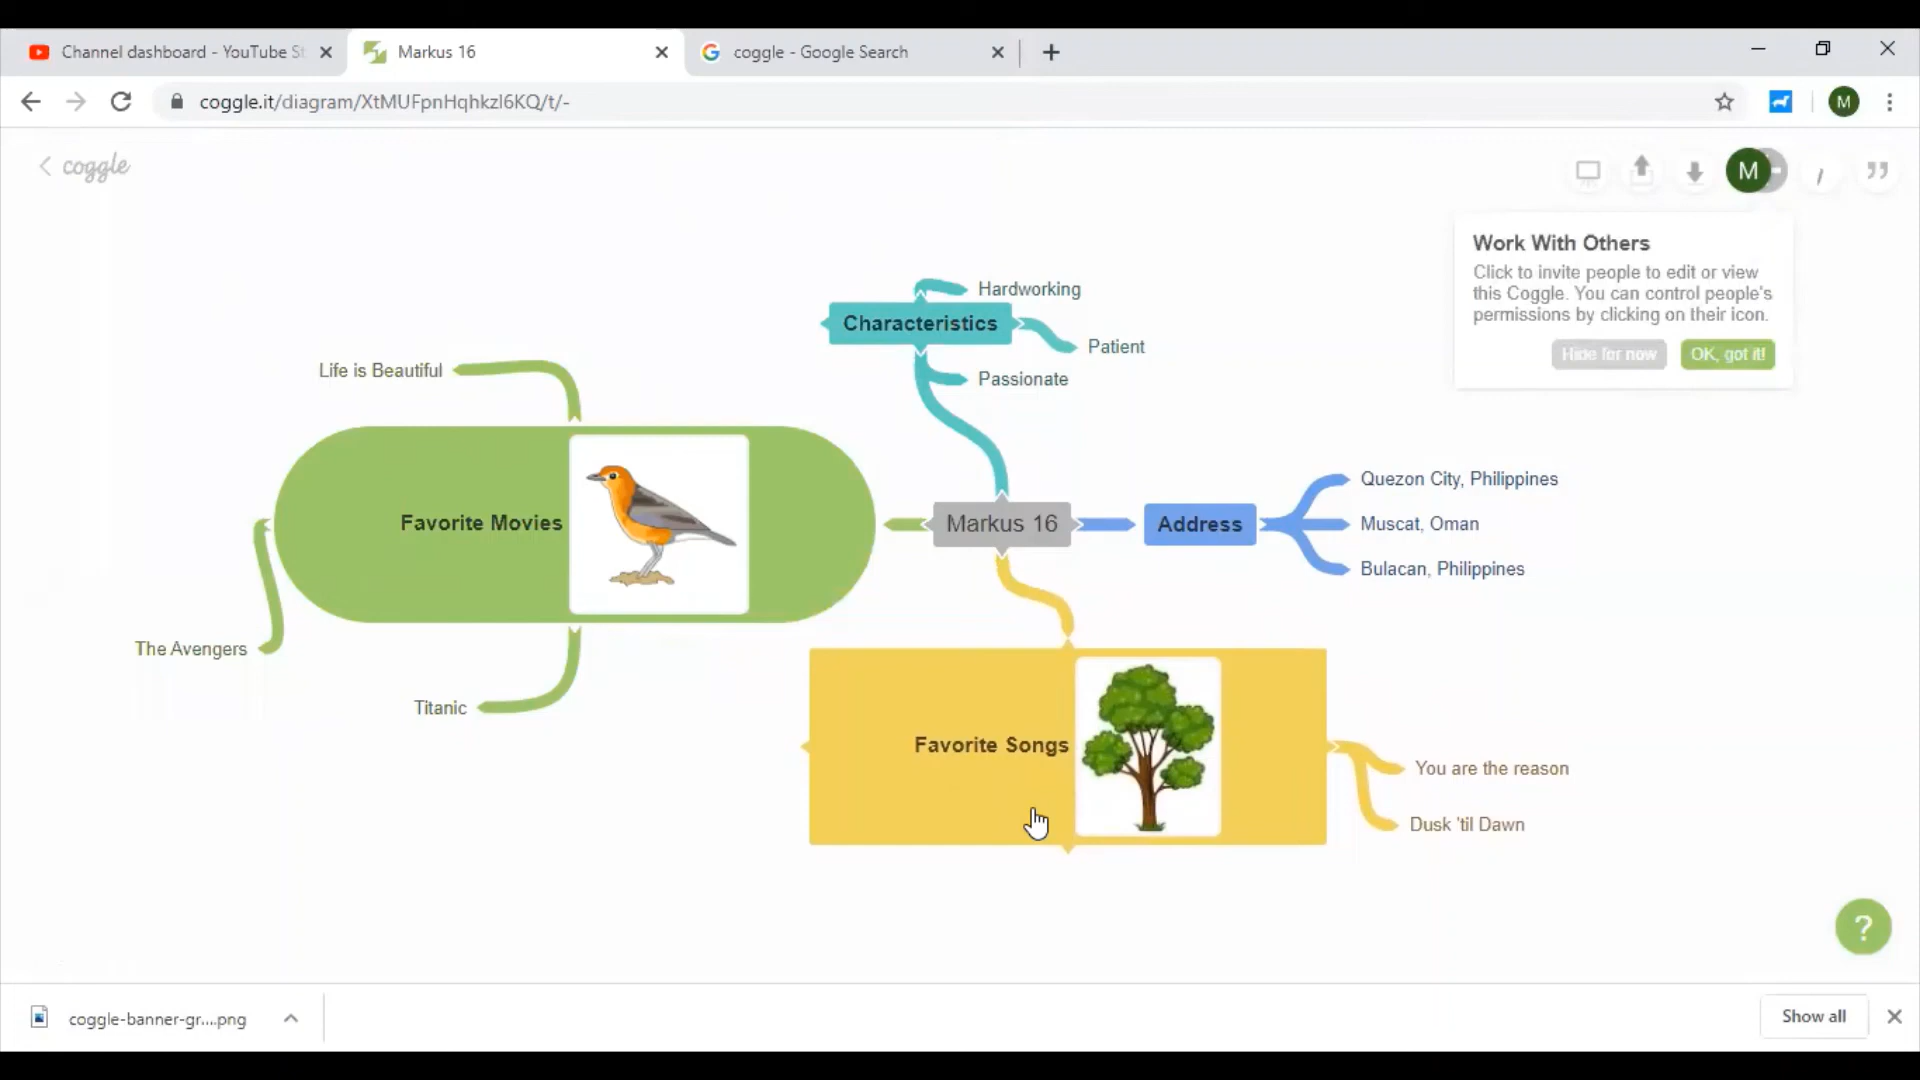 Channel dashboard - YouTube St
Markus 16
coggle - Google Search
coggle.it/diagram/XtMUFpnHqhkzl6KQ/t/-
M
coggle
M
Work With Others
Click to invite people to edit or view
this Coggle. You can control people's
permissions by clicking on their icon.
Hide for now
OK, got it!
Hardworking
Characteristics
Patient
Passionate
Life is Beautiful
Favorite Movies
The Avengers
Titanic
Markus 16
Address
Quezon City, Philippines
Muscat, Oman
Bulacan, Philippines
Favorite Songs
You are the reason
Dusk 'til Dawn
?
coggle-banner-gr....png
Show all